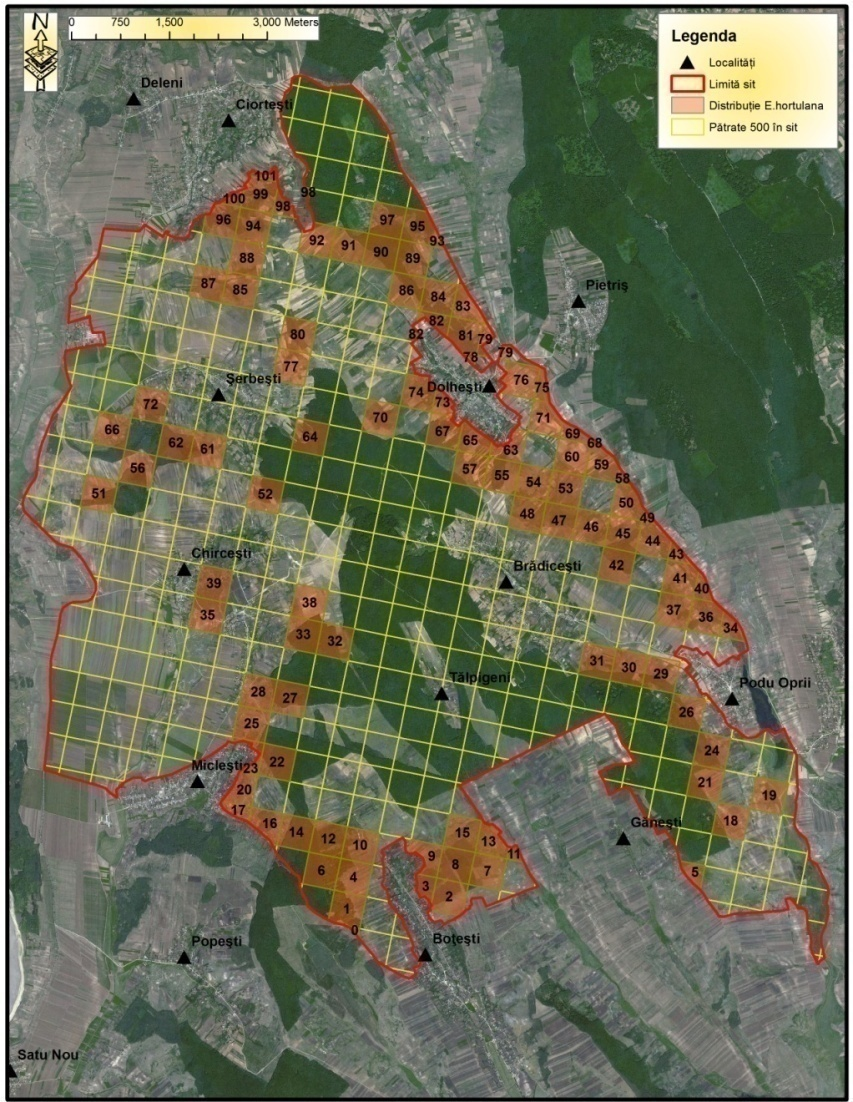 N
0 750 1,500 3,000 Meters
Legenda
Localități
Limită sit
Distribuție E.hortulana
Pătrate 500 în sit
Deleni
Ciortești
101
98
100 99 98
96 94 97 95
92 91 90 93
88 89
87 85 86 84 83
Pietriș
82
80 82 81 79
77 78 79
Șerbești Dolhești 76 75
74
72 73 71
70
66 62 61 64 67 65 63 69 68
60 59
56 57 55 54 53 58
51 52 50
48 47 46 45 49
44
Chircești 42 43
Brădicești
39 41 40
38
35 37 36
33 32 34
31 30 29
Tălpigeni Podu Oprii
28 27
25 26
24
Miclești 23 22
20 21 19
17 16 18
14 12 10 15 13 Gănești
9 11
6 4 8 7 5
3 2
1
0
Botești
Popești
Satu Nou